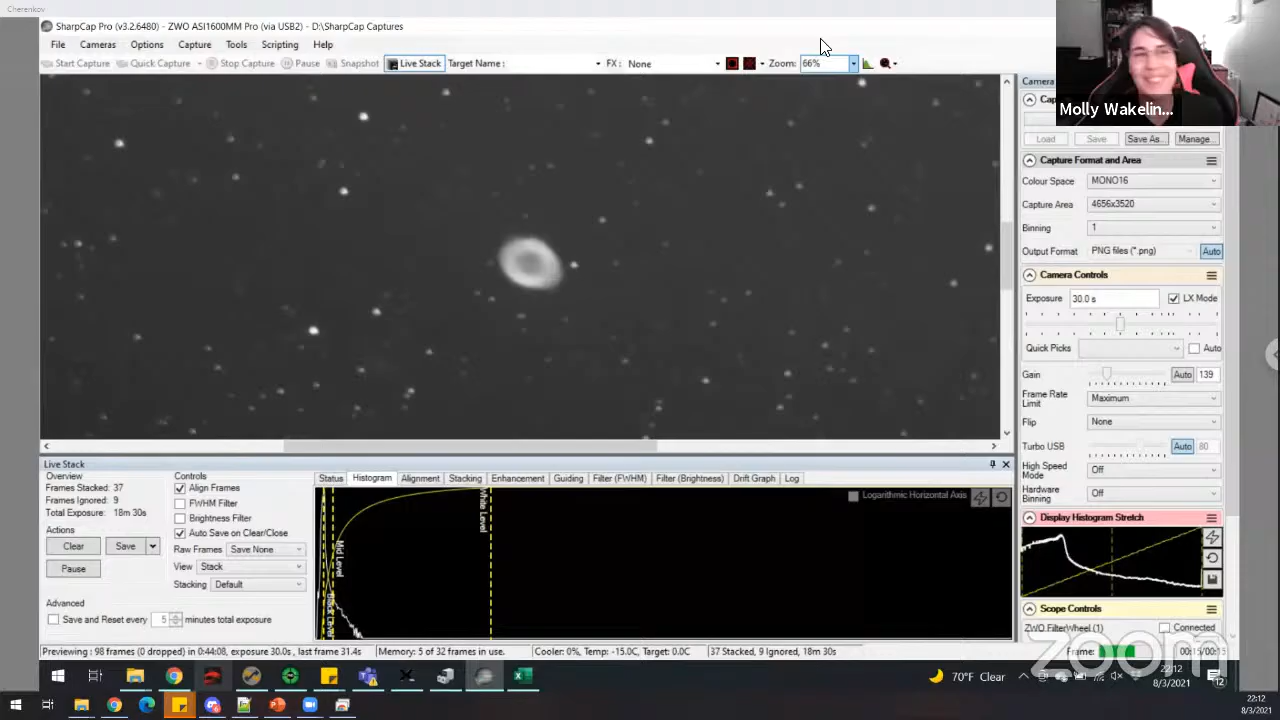 Cherenkov
SharpCap Pro (v3.2.6480) - ZWO ASI1600MM Pro (via USB2) - D:\SharpCap Captures
File Cameras Options Capture Tools Scripting Help
Start Capture Quick Capture Stop Capture Pause Snapshot Live Stack Target Name: FX: None Zoom: 66%
Molly Wakelin...
Camera
Load Save Save As... Manage...
Capture Format and Area
Colour Space MONO16
Capture Area 4656x3520
Binning 1
Output Format PNG files (*.png) Auto
Camera Controls
Exposure 30.0 s LX Mode
Quick Picks Auto
Gain Auto 139
Frame Rate Limit Maximum
Flip None
Turbo USB Auto 80
High Speed Mode Off
Hardware Binning Off
Display Histogram Stretch
Scope Controls
ZWO FilterWheel (1) Connected
Live Stack
Overview
Frames Stacked: 37
Frames Ignored: 9
Total Exposure: 18m 30s
Actions
Clear Save
Pause
Controls
Align Frames
FWHM Filter
Brightness Filter
Auto Save on Clear/Close
Raw Frames Save None
View Stack
Stacking Default
Advanced
Save and Reset every 5 minutes total exposure
Status Histogram Alignment Stacking Enhancement Guiding Filter (FWHM) Filter (Brightness) Drift Graph Log
Logarithmic Horizontal Axis
Black Level
Mid Level
White Level
Previewing : 98 frames (0 dropped) in 0:44:08, exposure 30.0s , last frame 31.4s
Memory: 5 of 32 frames in use.
Cooler: 0%, Temp: -15.0C, Target: 0.0C
37 Stacked, 9 Ignored, 18m 30s
Frame: 00:15/00:15
zoom
70°F Clear
22:12
8/3/2021
12
22:12
8/3/2021